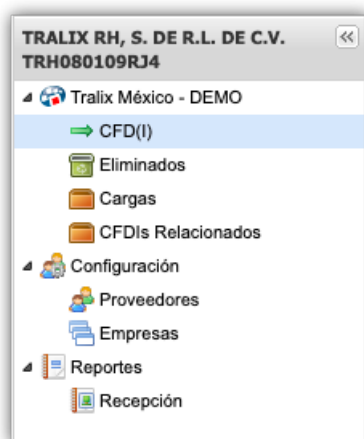 TRALIX RH, S. DE R.L. DE C.V.
TRH080109RJ4
Tralix México - DEMO
CFD(I)
Eliminados
Cargas
CFDIs Relacionados
Configuración
Proveedores
Empresas
Reportes
Recepción